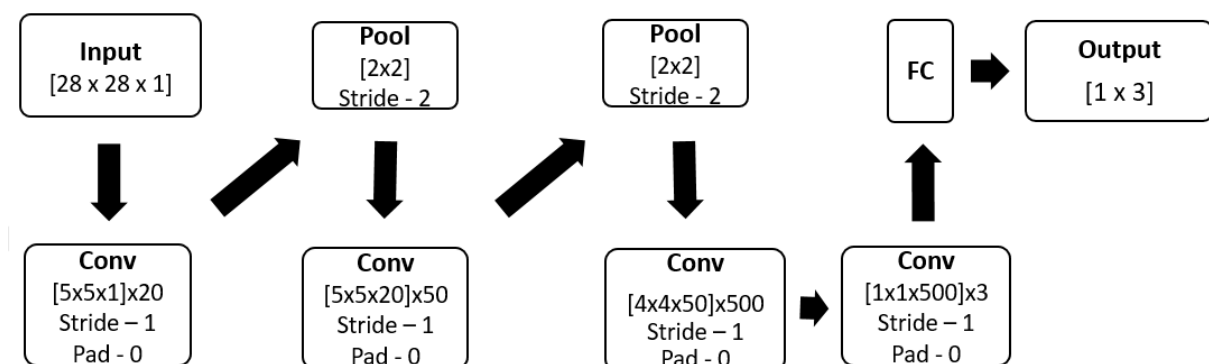 Input
[28 x 28 x 1]
Conv
[5x5x1]x20
Stride – 1
Pad - 0
Pool
[2x2]
Stride - 2
Conv
[5x5x20]x50
Stride – 1
Pad - 0
Pool
[2x2]
Stride - 2
Conv
[4x4x50]x500
Stride – 1
Pad - 0
Conv
[1x1x500]x3
Stride – 1
Pad - 0
FC
Output
[1 x 3]